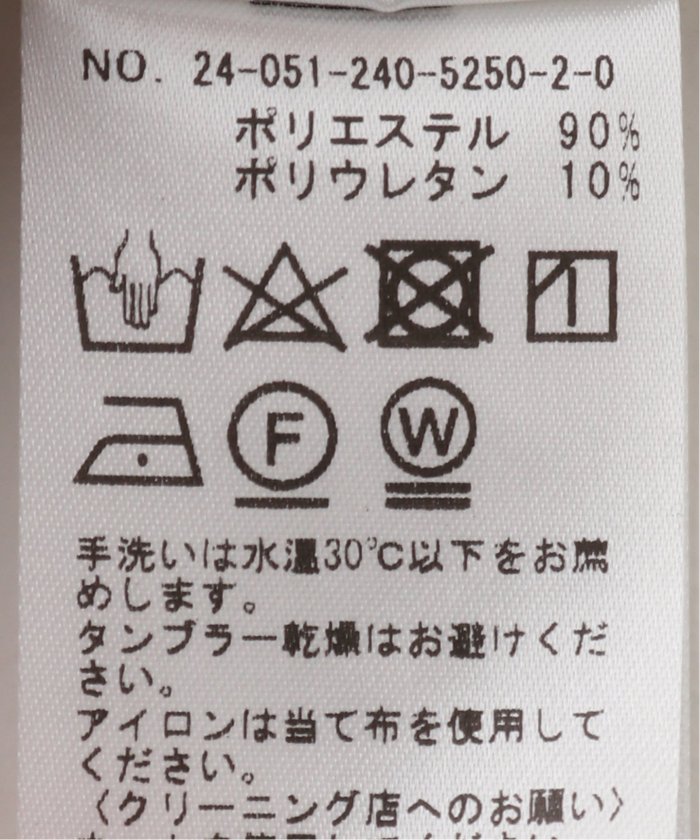 NO. 24-051-240-5250-2-0
ポリエステル 90%
ポリウレタン 10%
F W
手洗いは水温30℃以下をお薦
めします。
タンブラー乾燥はお避けくだ
さい。
アイロンは当て布を使用して
ください。
〈クリーニング店へのお願い〉